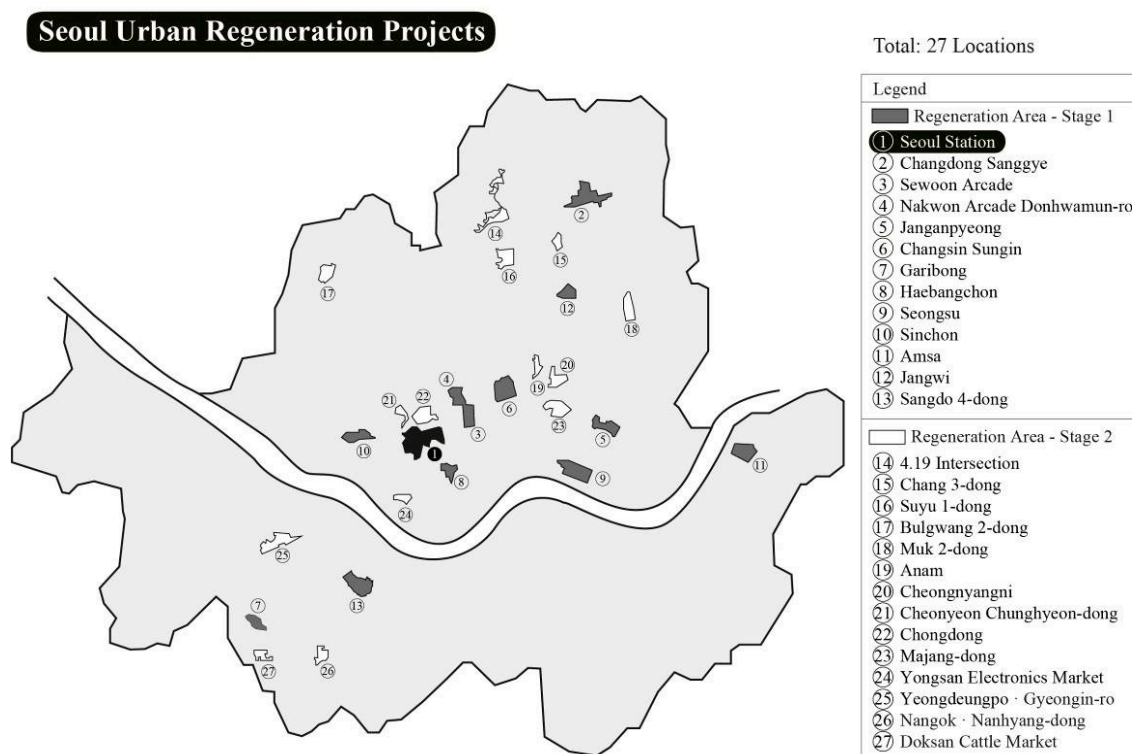 Seoul Urban Regeneration Projects
Total: 27 Locations
Legend
Regeneration Area - Stage 1
① Seoul Station
② Changdong Sanggye
③ Sewoon Arcade
④ Nakwon Arcade Donhwamun-ro
⑤ Janganpyeong
⑥ Changsin Sungin
⑦ Garibong
⑧ Haebangchon
⑨ Seongsu
⑩ Sinchon
⑪ Amsa
⑫ Jangwi
⑬ Sangdo 4-dong
Regeneration Area - Stage 2
⑭ 4.19 Intersection
⑮ Chang 3-dong
⑯ Suyu 1-dong
⑰ Bulgwang 2-dong
⑱ Muk 2-dong
⑲ Anam
⑳ Cheongnyangni
㉑ Cheonyeon Chunghyeon-dong
㉒ Chongdong
㉓ Majang-dong
㉔ Yongsan Electronics Market
㉕ Yeongdeungpo · Gyeongin-ro
㉖ Nangok · Nanhyang-dong
㉗ Doksan Cattle Market
②
⑭
⑮
⑯
⑰
⑫
⑱
⑳
⑲
④
㉒
㉑
⑥
㉓
③
⑤
⑩
❶
⑪
⑧
⑨
㉔
㉕
⑬
⑦
㉗
㉖